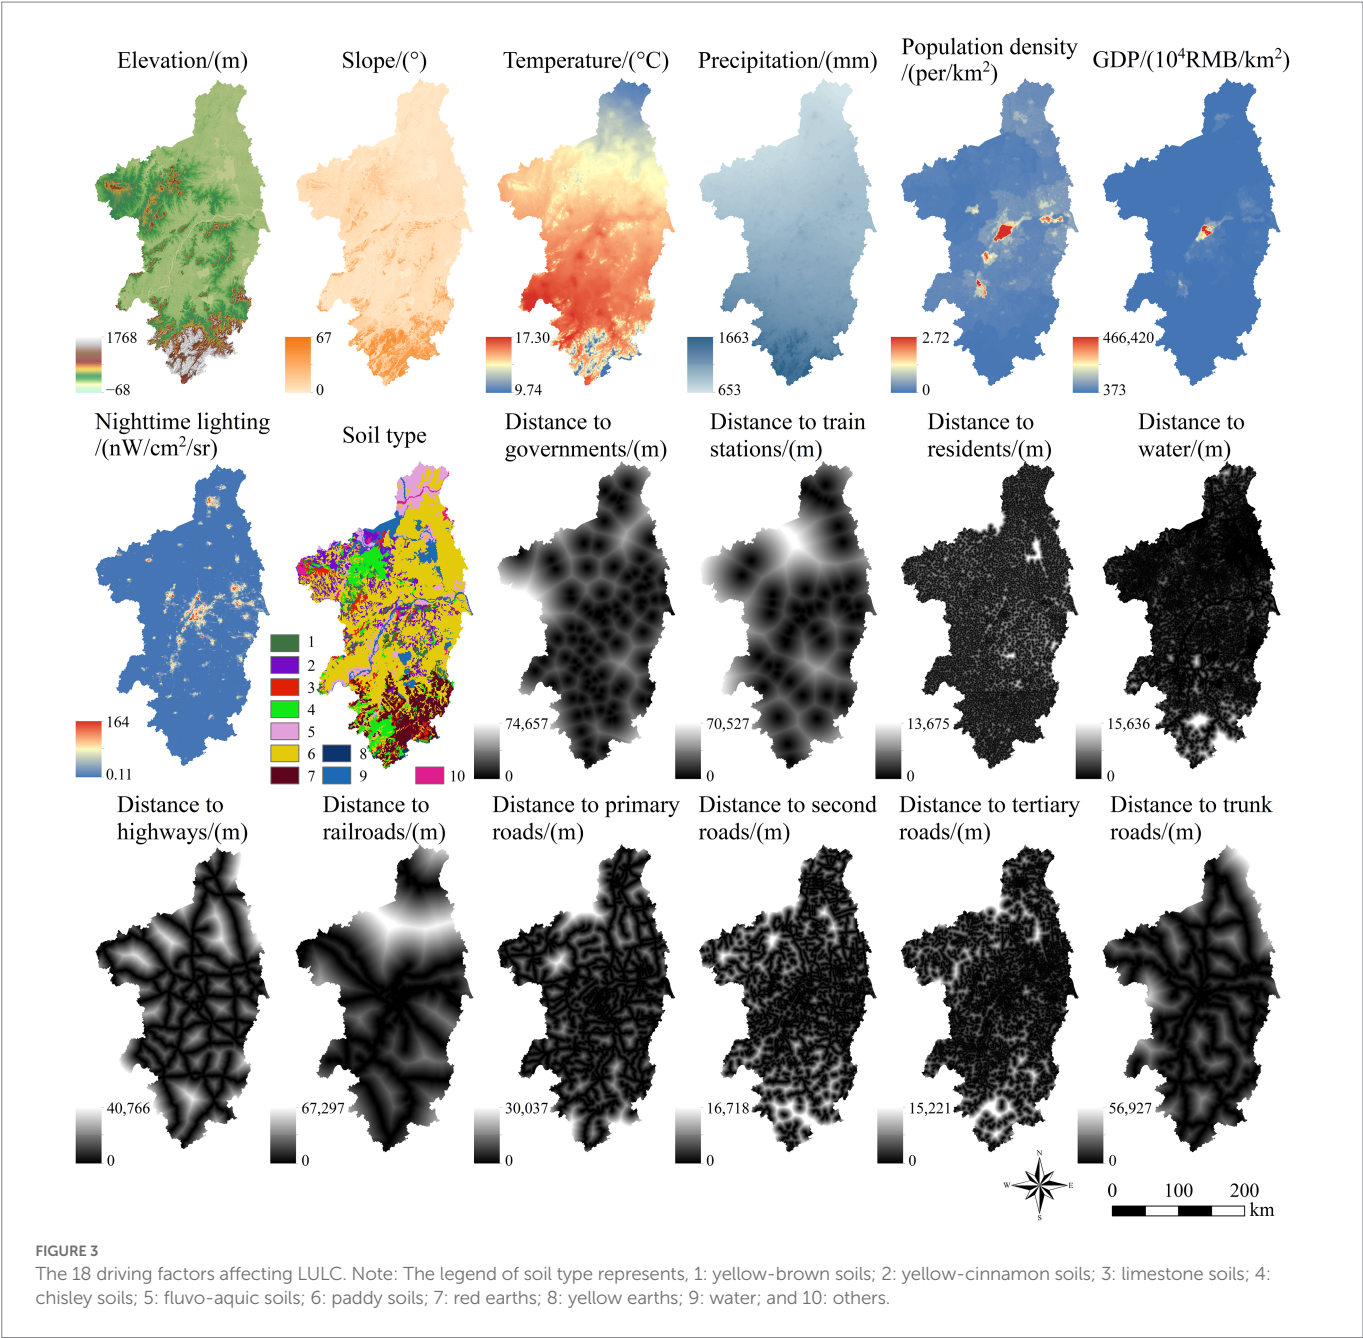 Elevation/(m)
Slope/(°)
Temperature/(°C)
Precipitation/(mm)
Population density
/(per/km²)
GDP/(10⁴RMB/km²)
1768
−68
67
0
17.30
9.74
1663
653
2.72
0
466,420
373
Nighttime lighting
/(nW/cm²/sr)
Soil type
Distance to
governments/(m)
Distance to train
stations/(m)
Distance to
residents/(m)
Distance to
water/(m)
164
0.11
1
2
3
4
5
6
7
8
9
10
74,657
0
70,527
0
13,675
0
15,636
0
Distance to
highways/(m)
Distance to
railroads/(m)
Distance to primary
roads/(m)
Distance to second
roads/(m)
Distance to tertiary
roads/(m)
Distance to trunk
roads/(m)
40,766
0
67,297
0
30,037
0
16,718
0
15,221
0
56,927
0
N
W
E
S
0 100 200
km
FIGURE 3
The 18 driving factors affecting LULC. Note: The legend of soil type represents, 1: yellow-brown soils; 2: yellow-cinnamon soils; 3: limestone soils; 4:
chisley soils; 5: fluvo-aquic soils; 6: paddy soils; 7: red earths; 8: yellow earths; 9: water; and 10: others.